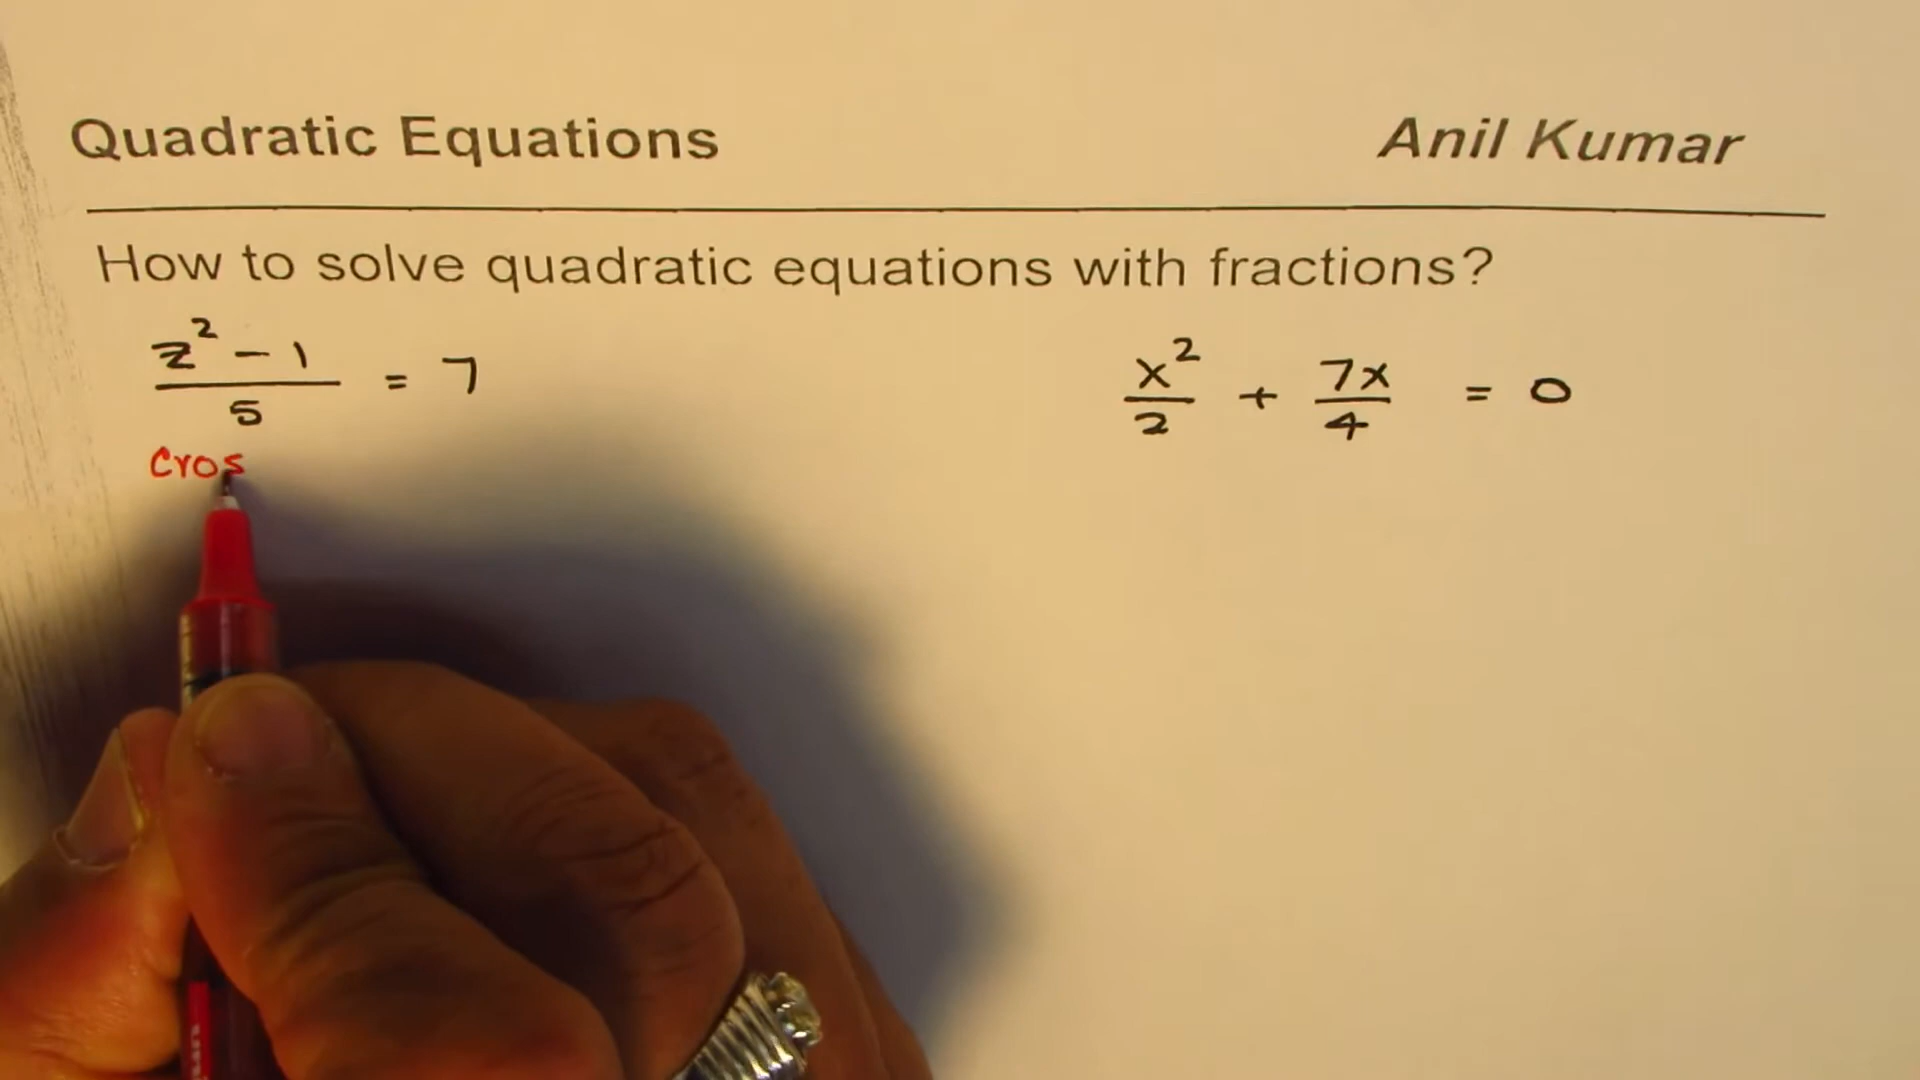 Quadratic Equations Anil Kumar
How to solve quadratic equations with fractions?
(z² - 1)/5 = 7
x²/2 + 7x/4 = 0
Cros